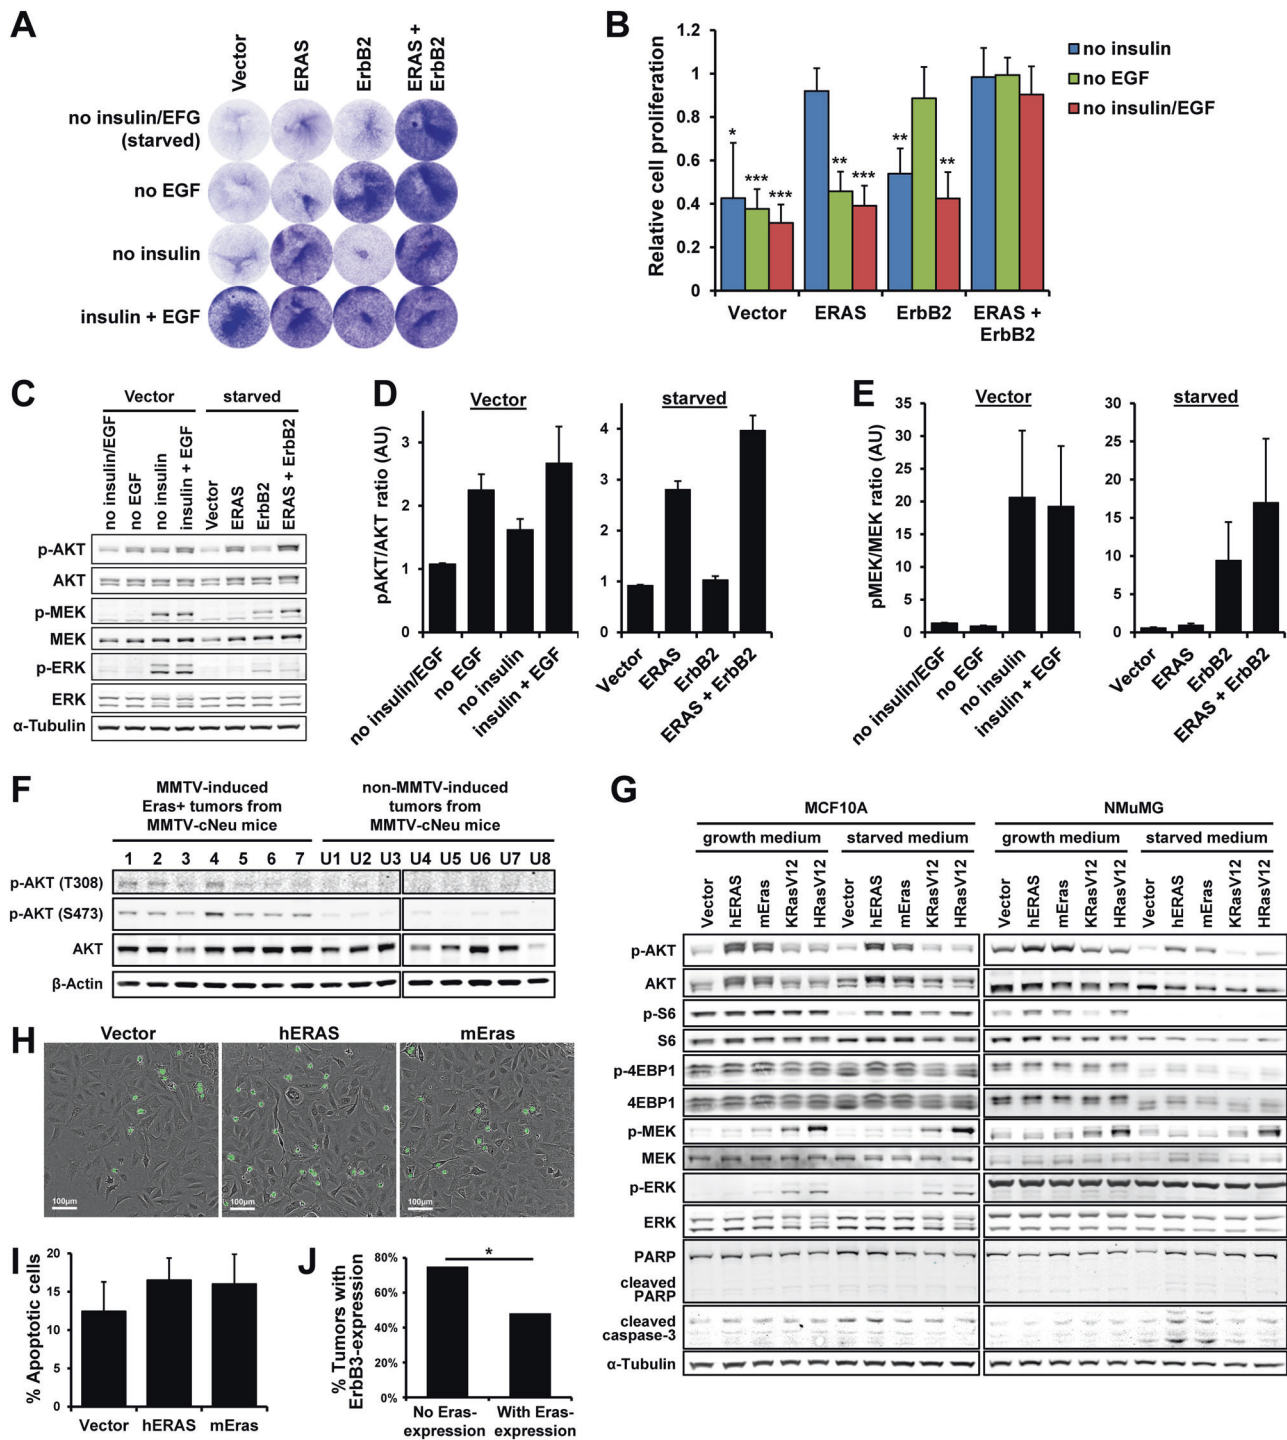 A
Vector
ERAS
ErbB2
ERAS +
ErbB2
no insulin/EFG
(starved)
no EGF
no insulin
insulin + EGF
B
Relative cell proliferation
1.2
1
0.8
0.6
0.4
0.2
0
*
***
***
**
***
**
**
no insulin
no EGF
no insulin/EGF
Vector
ERAS
ErbB2
ERAS +
ErbB2
C
Vector
starved
no insulin/EGF
no EGF
no insulin
insulin + EGF
Vector
ERAS
ErbB2
ERAS + ErbB2
p-AKT
AKT
p-MEK
MEK
p-ERK
ERK
α-Tubulin
D
Vector
starved
pAKT/AKT ratio (AU)
3
2
1
0
no insulin/EGF
no EGF
no insulin
insulin + EGF
4
3
2
1
0
Vector
ERAS
ErbB2
ERAS + ErbB2
E
Vector
starved
pMEK/MEK ratio (AU)
35
30
25
20
15
10
5
0
no insulin/EGF
no EGF
no insulin
insulin + EGF
30
25
20
15
10
5
0
Vector
ERAS
ErbB2
ERAS + ErbB2
F
MMTV-induced
Eras+ tumors from
MMTV-cNeu mice
non-MMTV-induced
tumors from
MMTV-cNeu mice
1 2 3 4 5 6 7 U1 U2 U3 U4 U5 U6 U7 U8
p-AKT (T308)
p-AKT (S473)
AKT
β-Actin
G
MCF10A
NMuMG
growth medium
starved medium
growth medium
starved medium
Vector
hERAS
mEras
KRasV12
HRasV12
Vector
hERAS
mEras
KRasV12
HRasV12
Vector
hERAS
mEras
KRasV12
HRasV12
Vector
hERAS
mEras
KRasV12
HRasV12
p-AKT
AKT
p-S6
S6
p-4EBP1
4EBP1
p-MEK
MEK
p-ERK
ERK
PARP
cleaved
PARP
cleaved
caspase-3
α-Tubulin
H
Vector
hERAS
mEras
100µm
100µm
100µm
I
% Apoptotic cells
20
15
10
5
0
Vector
hERAS
mEras
J
% Tumors with
ErbB3-expression
80%
60%
40%
20%
0%
*
No Eras-
expression
With Eras-
expression